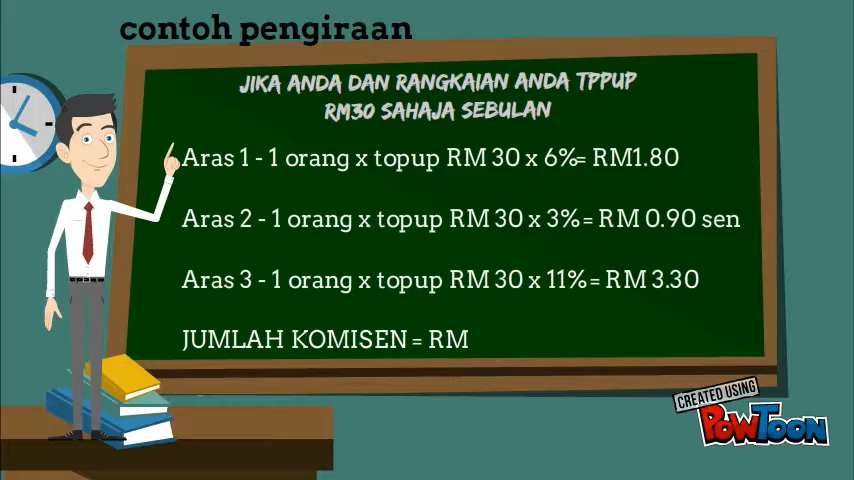 contoh pengiraan
JIKA ANDA DAN RANGKAIAN ANDA TPPUP
RM30 SAHAJA SEBULAN
Aras 1 - 1 orang x topup RM 30 x 6%= RM1.80
Aras 2 - 1 orang x topup RM 30 x 3% = RM 0.90 sen
Aras 3 - 1 orang x topup RM 30 x 11% = RM 3.30
JUMLAH KOMISEN = RM
CREATED USING
POWTOON